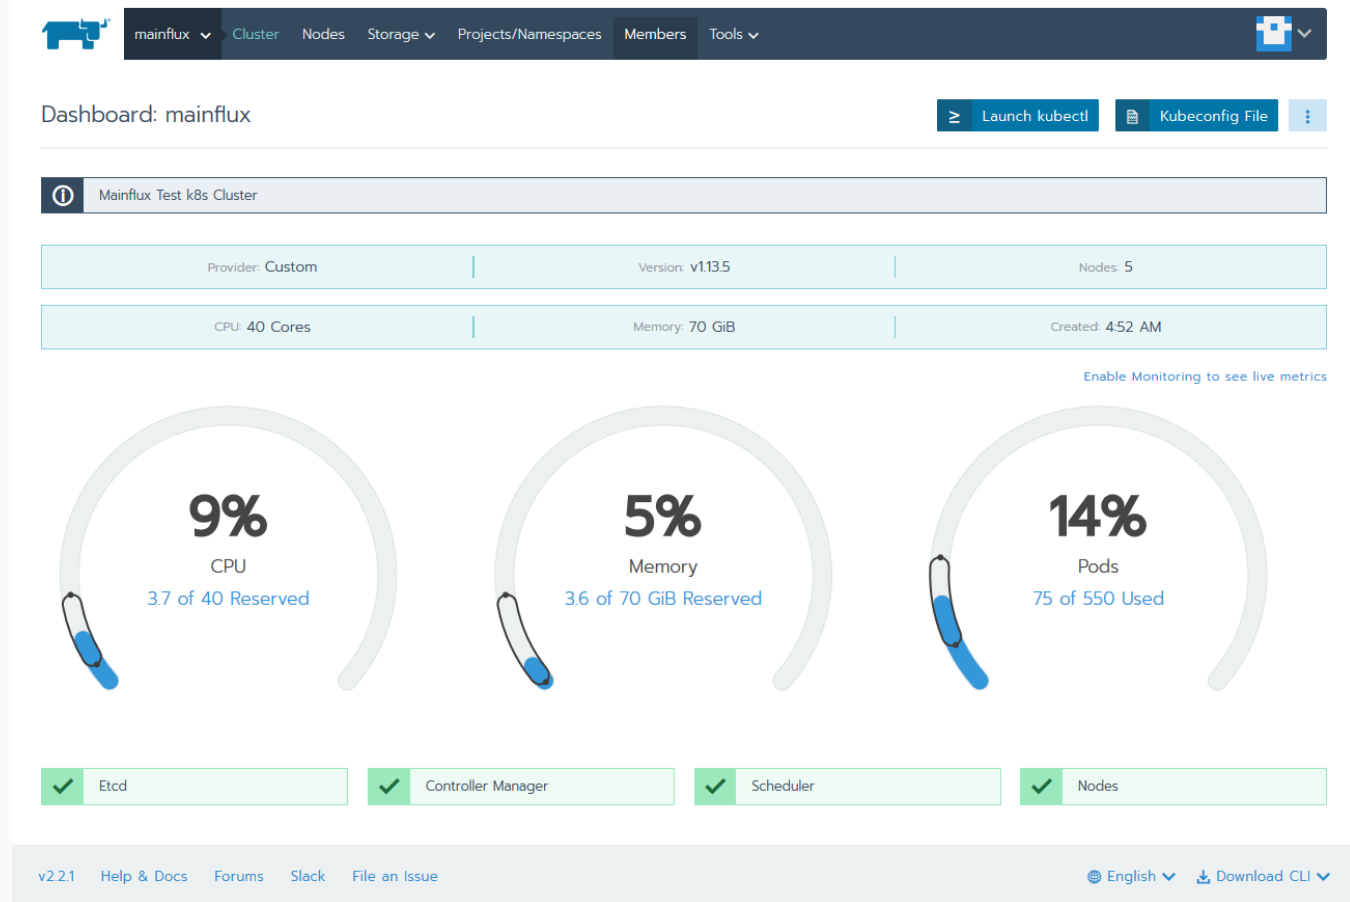 mainflux Cluster Nodes Storage Projects/Namespaces Members Tools
Dashboard: mainflux
Launch kubectl Kubeconfig File
Mainflux Test k8s Cluster
Provider: Custom Version: v1.13.5 Nodes: 5
CPU: 40 Cores Memory: 70 GiB Created: 4:52 AM
Enable Monitoring to see live metrics
9% 5% 14%
CPU Memory Pods
3.7 of 40 Reserved 3.6 of 70 GiB Reserved 75 of 550 Used
Etcd Controller Manager Scheduler Nodes
v2.2.1 Help & Docs Forums Slack File an Issue English Download CLI